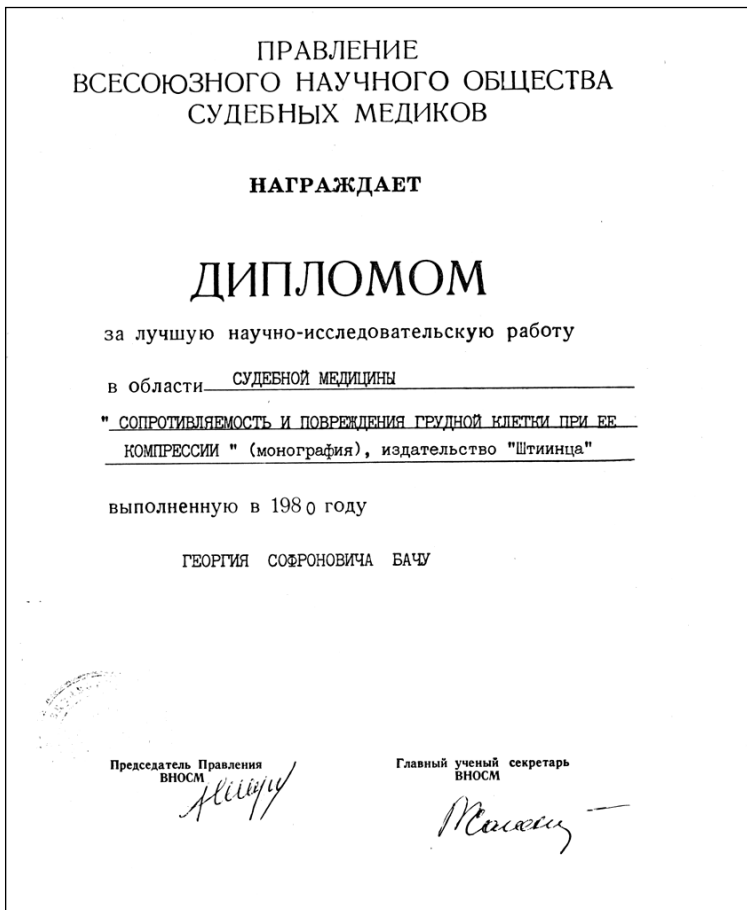 ПРАВЛЕНИЕ
ВСЕСОЮЗНОГО НАУЧНОГО ОБЩЕСТВА
СУДЕБНЫХ МЕДИКОВ
НАГРАЖДАЕТ
ДИПЛОМОМ
за лучшую научно-исследовательскую работу
в области СУДЕБНОЙ МЕДИЦИНЫ
" СОПРОТИВЛЯЕМОСТЬ И ПОВРЕЖДЕНИЯ ГРУДНОЙ КЛЕТКИ ПРИ ЕЕ
КОМПРЕССИИ " (монография), издательство "Штиинца"
выполненную в 1980 году
ГЕОРГИЯ СОФРОНОВИЧА БАЧУ
Председатель Правления
ВНОСМ
Главный ученый секретарь
ВНОСМ